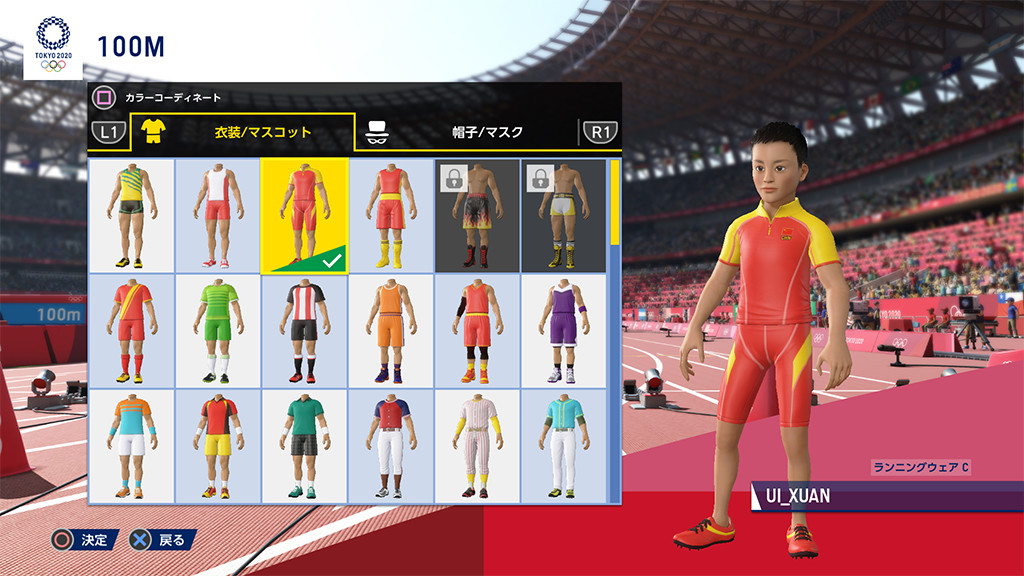 TOKYO 2020
100M
カラーコーディネート
L1
衣装/マスコット
帽子/マスク
R1
100m
TOKYO 2020
ランニングウェア C
UI_XUAN
決定
戻る